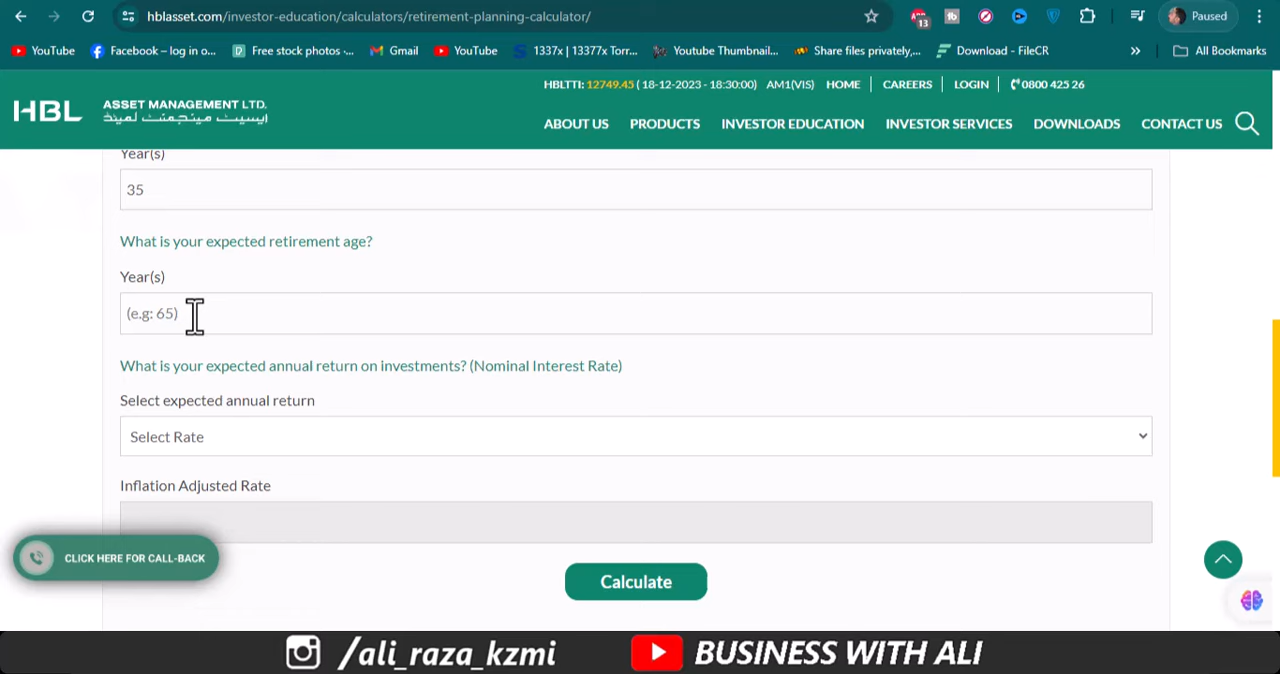 hblasset.com/investor-education/calculators/retirement-planning-calculator/
13
tb
Paused
YouTube
Facebook – log in o...
Free stock photos -...
Gmail
YouTube
1337x | 13377x Torr...
Youtube Thumbnail...
Share files privately,...
Download - FileCR
»
All Bookmarks
HBLTTI: 12749.45 ( 18-12-2023 - 18:30:00) AM1(VIS) HOME CAREERS LOGIN 0800 425 26
HBL ASSET MANAGEMENT LTD.
ایسیٹ مینجمنٹ لمیٹڈ
ABOUT US PRODUCTS INVESTOR EDUCATION INVESTOR SERVICES DOWNLOADS CONTACT US
Year(s)
35
What is your expected retirement age?
Year(s)
(e.g: 65)
What is your expected annual return on investments? (Nominal Interest Rate)
Select expected annual return
Select Rate
Inflation Adjusted Rate
CLICK HERE FOR CALL-BACK
Calculate
/ali_raza_kzmi BUSINESS WITH ALI